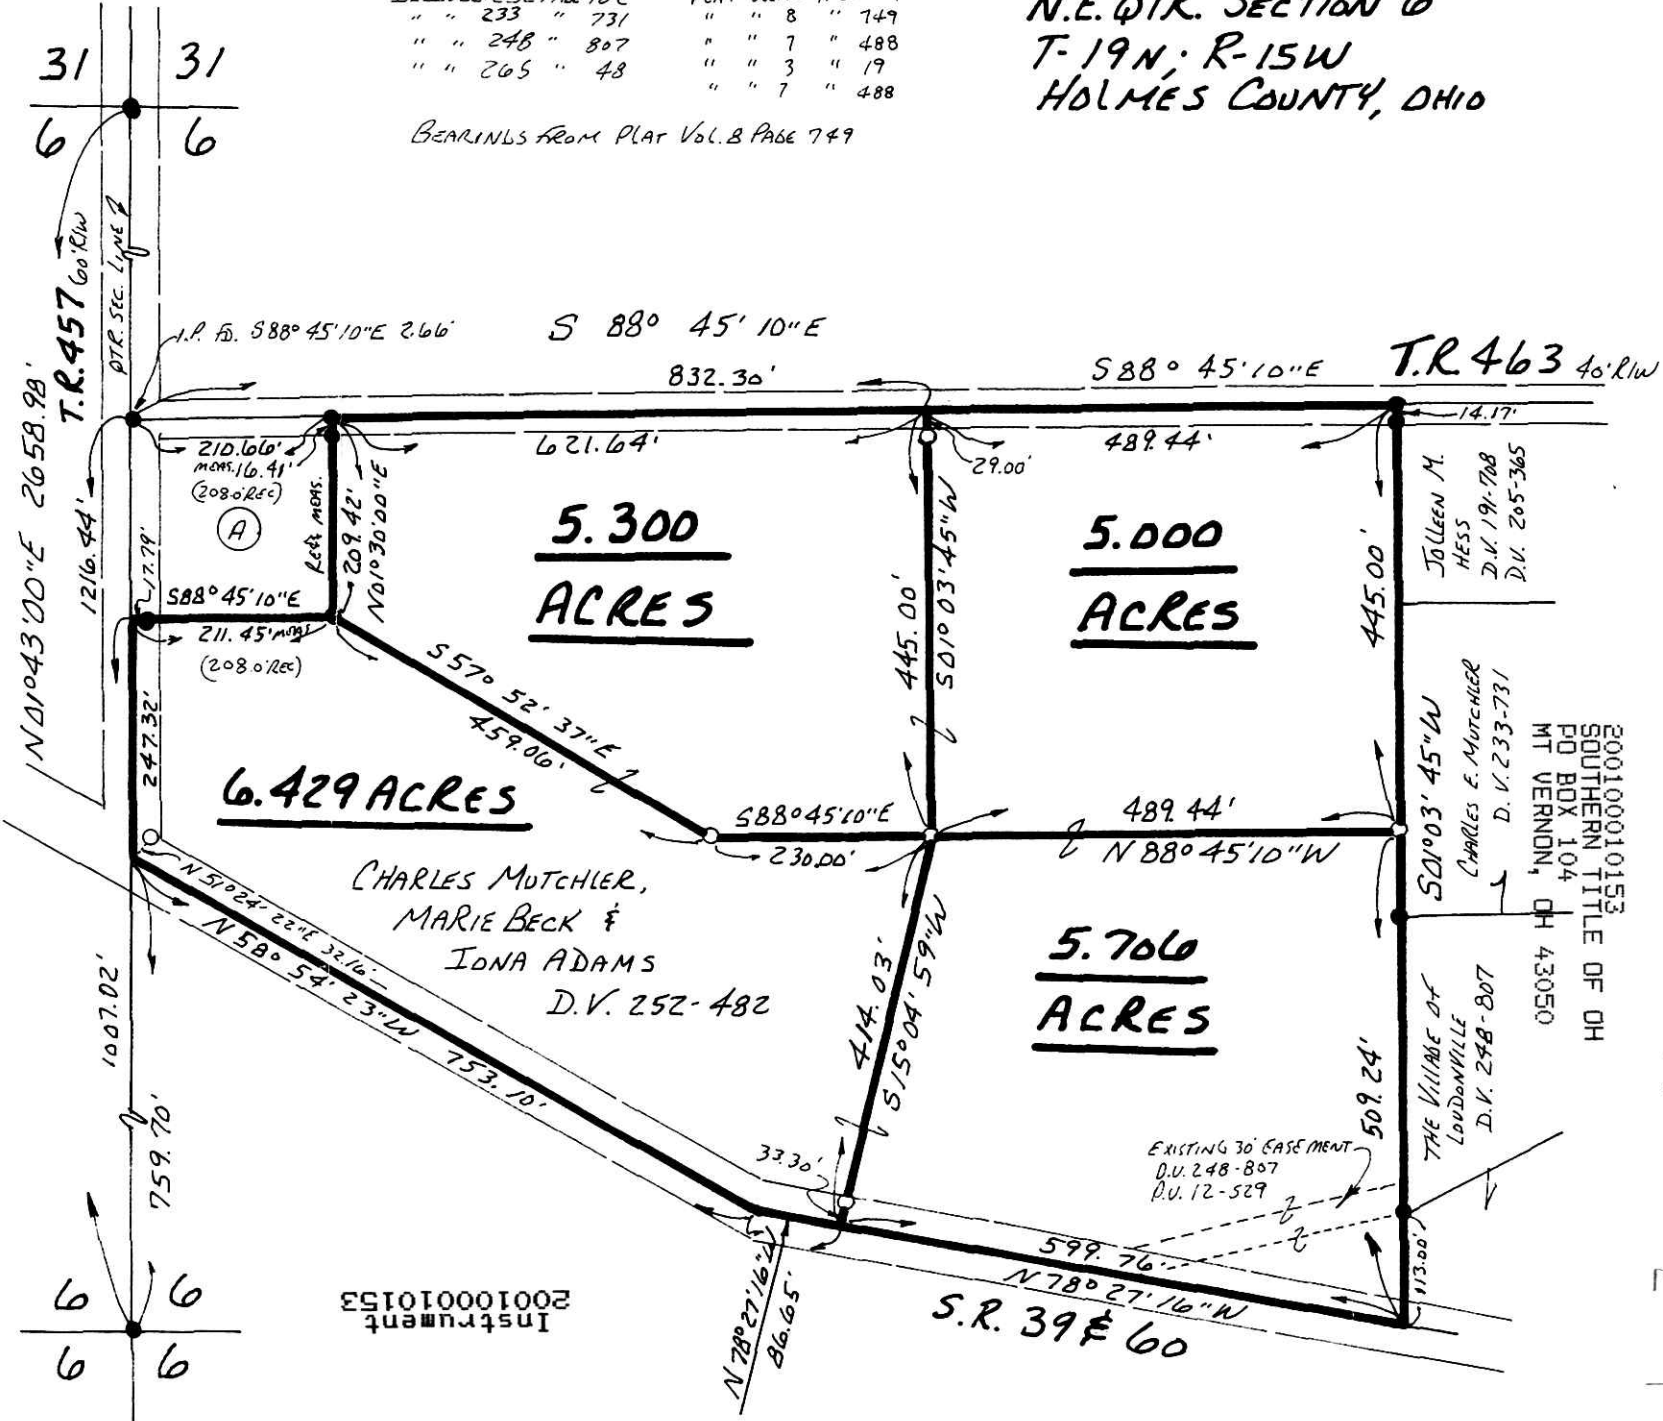 " " 233 " 731
" " 248 " 807
" " 265 " 48
" " 8 " 749
" " 7 " 488
" " 3 " 19
" " 7 " 488
N.E. QTR. SECTION 6
T-19N; R-15W
HOLMES COUNTY, OHIO
BEARINGS FROM PLAT VOL. 8 PAGE 749
31 31
6 6
T.R. 457 60' R/W
QTR. SEC. LINE
N01°43'00"E 2658.98'
1216.44'
I.P. FD. S88°45'10"E 2.66'
S 88° 45' 10"E
832.30'
S88° 45' 10"E
T.R 463 40' R/W
14.17'
210.66'
MEAS. 16.41'
(208.0'REC)
A
17.79'
REC & MEAS.
209.42'
N01°30'00"E
621.64'
29.00'
489.44'
5.300
ACRES
5.000
ACRES
445.00'
S01°03'45"W
445.00'
JOLLEEN M.
HESS
D.V. 191-708
D.V. 205-365
S88°45'10"E
211.45' MEAS
(208.0'REC)
247.32'
S57° 52' 37"E
459.06'
6.429 ACRES
S88°45'10"E
230.00'
489.44'
N 88° 45'10"W
S01°03'45"W
CHARLES E. MUTCHLER
D.V. 233-731
200100010153
SOUTHERN TITLE OF OH
PO BOX 104
MT VERNON, OH 43050
CHARLES MUTCHLER,
MARIE BECK &
IONA ADAMS
D.V. 252-482
N 51°24' 22"E 32.16'
N 58° 54' 23"W
753.10'
414.03'
S15°04'59"W
5.706
ACRES
509.24'
THE VILLAGE OF
LOUDONVILLE
D.V. 248-807
1007.02'
759.70'
33.30'
EXISTING 30' EASEMENT
D.V. 248-807
D.V. 12-529
599.76'
N 78° 27' 16"W
113.00'
S.R. 39 & 60
N 78°27'16"W
86.65'
Instrument
200100010153
6 6
6 6